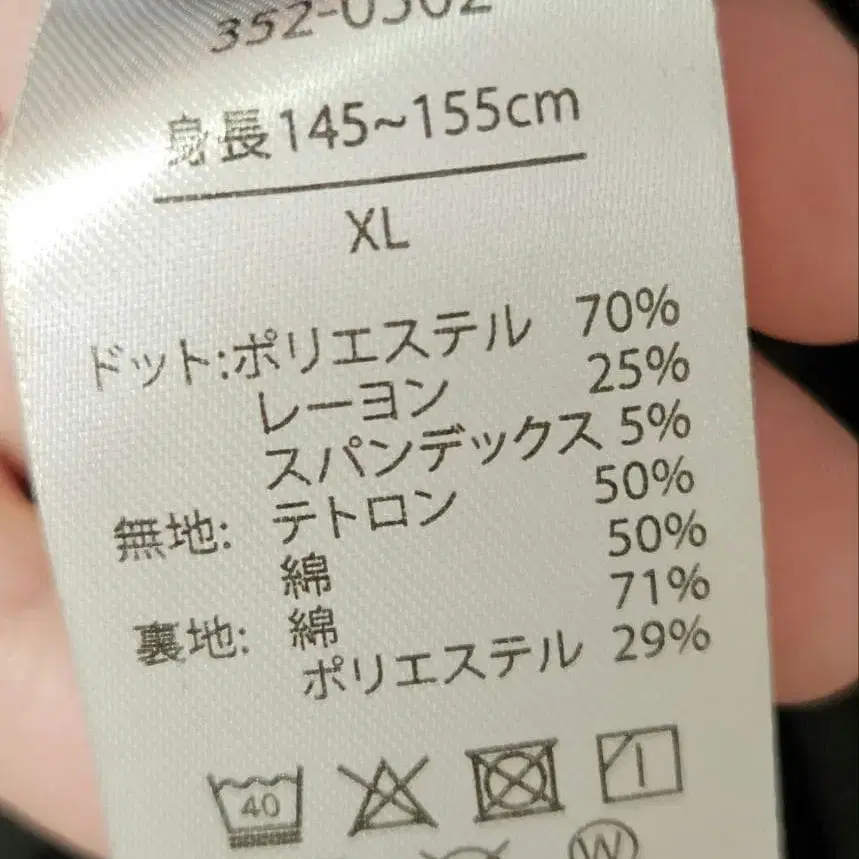 352-0302
身長145~155cm
XL
ドット:ポリエステル 70%
レーヨン 25%
スパンデックス 5%
無地: テトロン 50%
綿 50%
裏地: 綿 71%
ポリエステル 29%
40
W